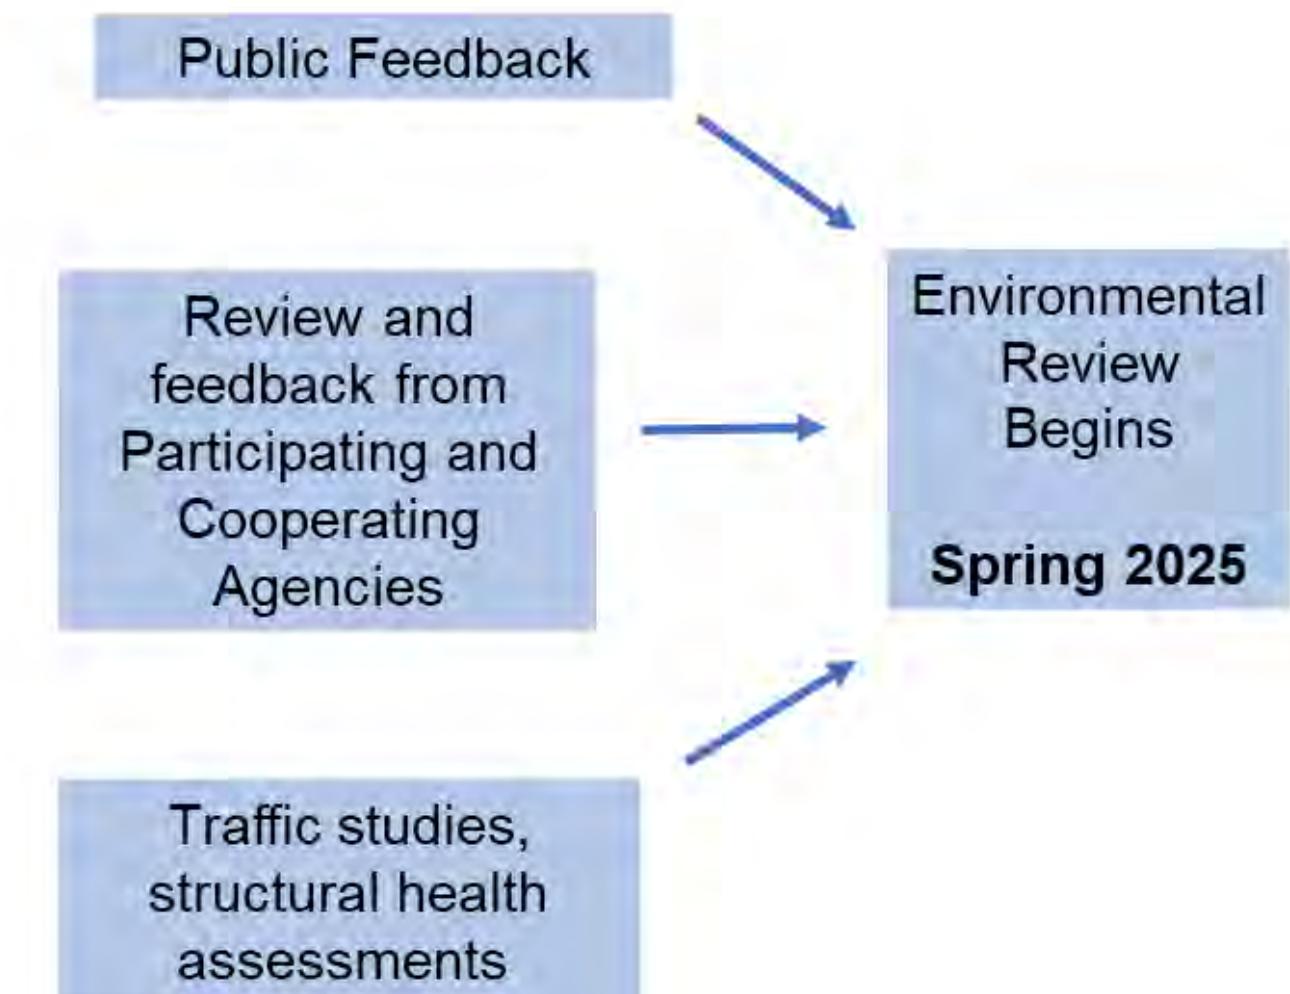 Public Feedback
Review and
feedback from
Participating and
Cooperating
Agencies
Environmental
Review
Begins
Spring 2025
Traffic studies,
structural health
assessments